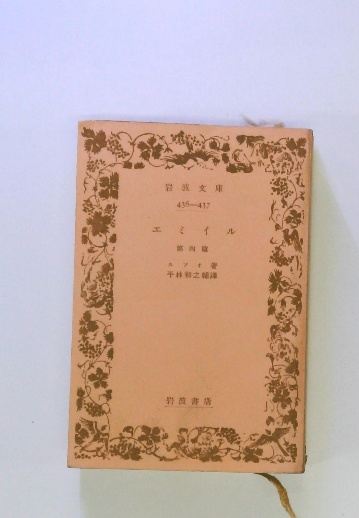 岩波文庫
436—437
エミイル
第四篇
ルソオ著
平林初之輔譯
岩波書店